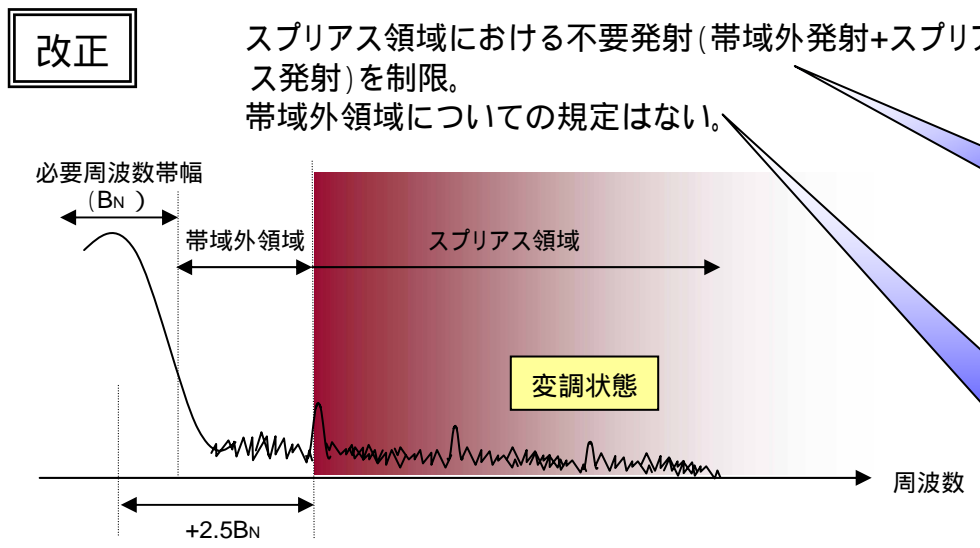 改正
スプリアス領域における不要発射(帯域外発射+スプリア
ス発射)を制限。
帯域外領域についての規定はない。
必要周波数帯幅
(BN )
帯域外領域
スプリアス領域
変調状態
周波数
+2.5BN